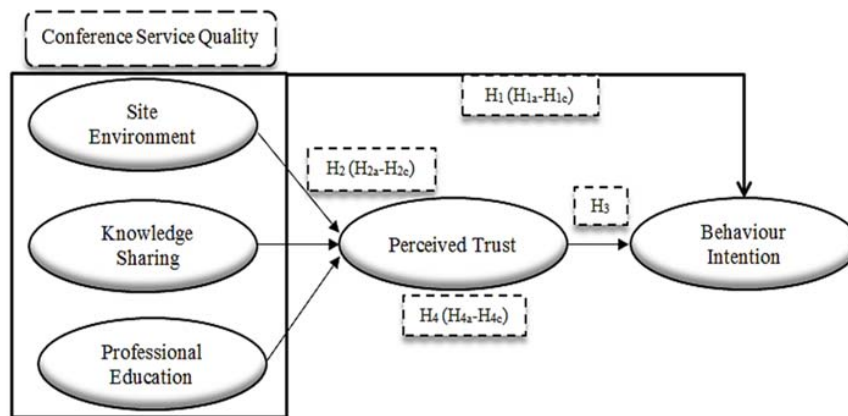 Conference Service Quality
Site
Environment
H1 (H1a-H1c)
H2 (H2a-H2c)
Knowledge
Sharing
Perceived Trust
H3
Behaviour
Intention
H4 (H4a-H4c)
Professional
Education